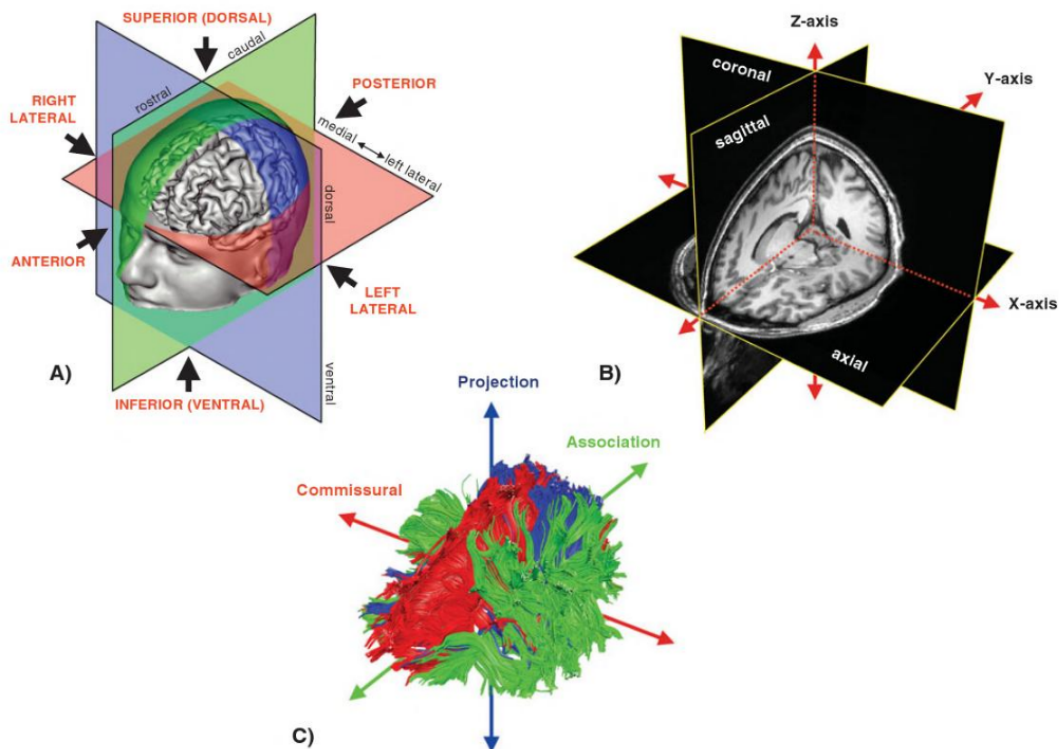 SUPERIOR (DORSAL)
caudal
rostral
POSTERIOR
RIGHT
LATERAL
medial
left lateral
dorsal
ANTERIOR
LEFT
LATERAL
ventral
A)
INFERIOR (VENTRAL)
Z-axis
coronal
Y-axis
sagittal
X-axis
axial
B)
Projection
Association
Commissural
C)